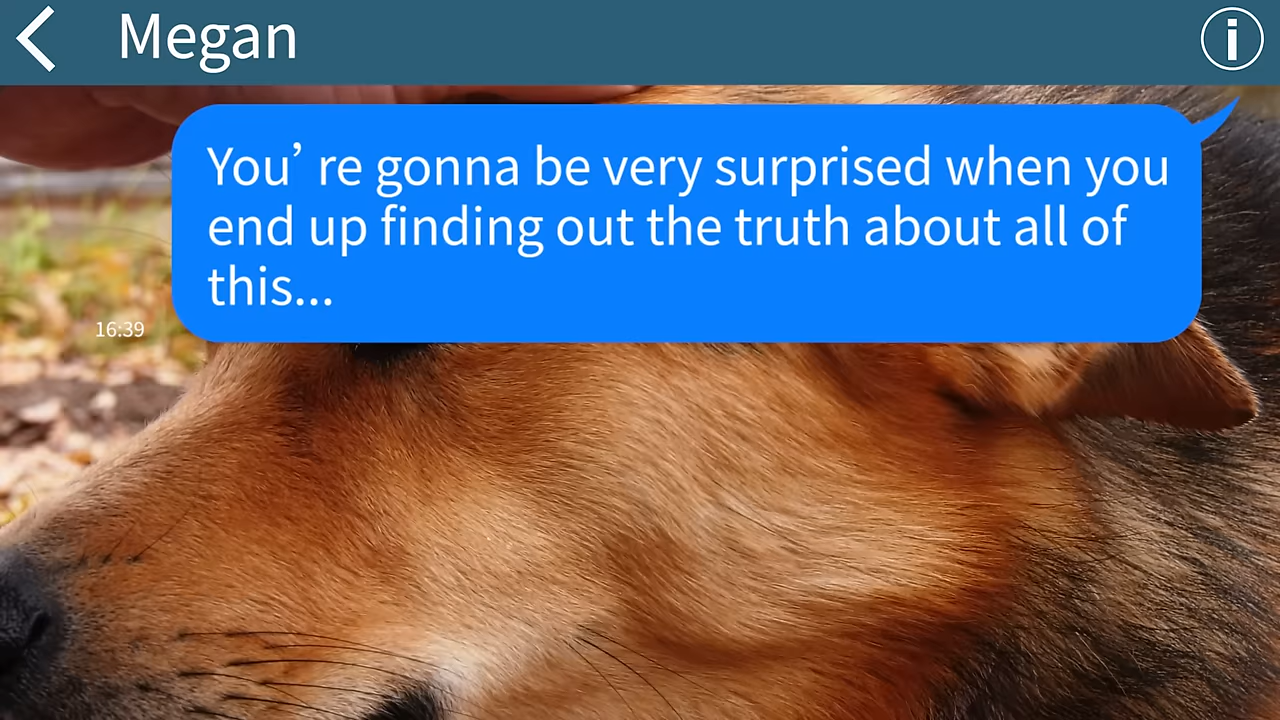 Megan
You’ re gonna be very surprised when you
end up finding out the truth about all of
this...
16:39